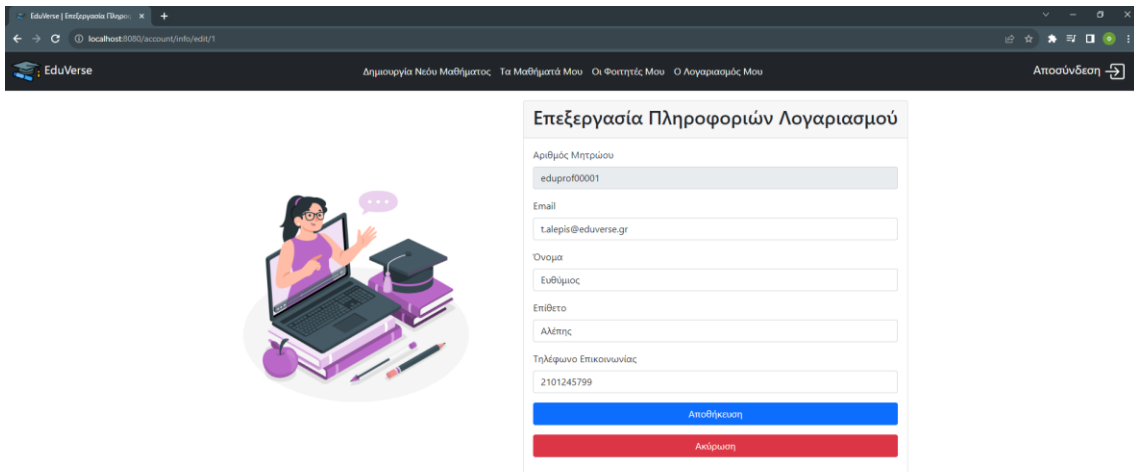 EduVerse | Επεξεργασία Πληροφ
localhost:8080/account/info/edit/1
EduVerse
Δημιουργία Νεόυ Μαθήματος Τα Μαθήματά Μου Οι Φοιτητές Μου Ο Λογαριασμός Μου
Αποσύνδεση
Επεξεργασία Πληροφοριών Λογαριασμού
Αριθμός Μητρώου
eduprof00001
Email
t.alepis@eduverse.gr
Όνομα
Ευθύμιος
Επίθετο
Αλέπης
Τηλέφωνο Επικοινωνίας
2101245799
Αποθήκευση
Ακύρωση